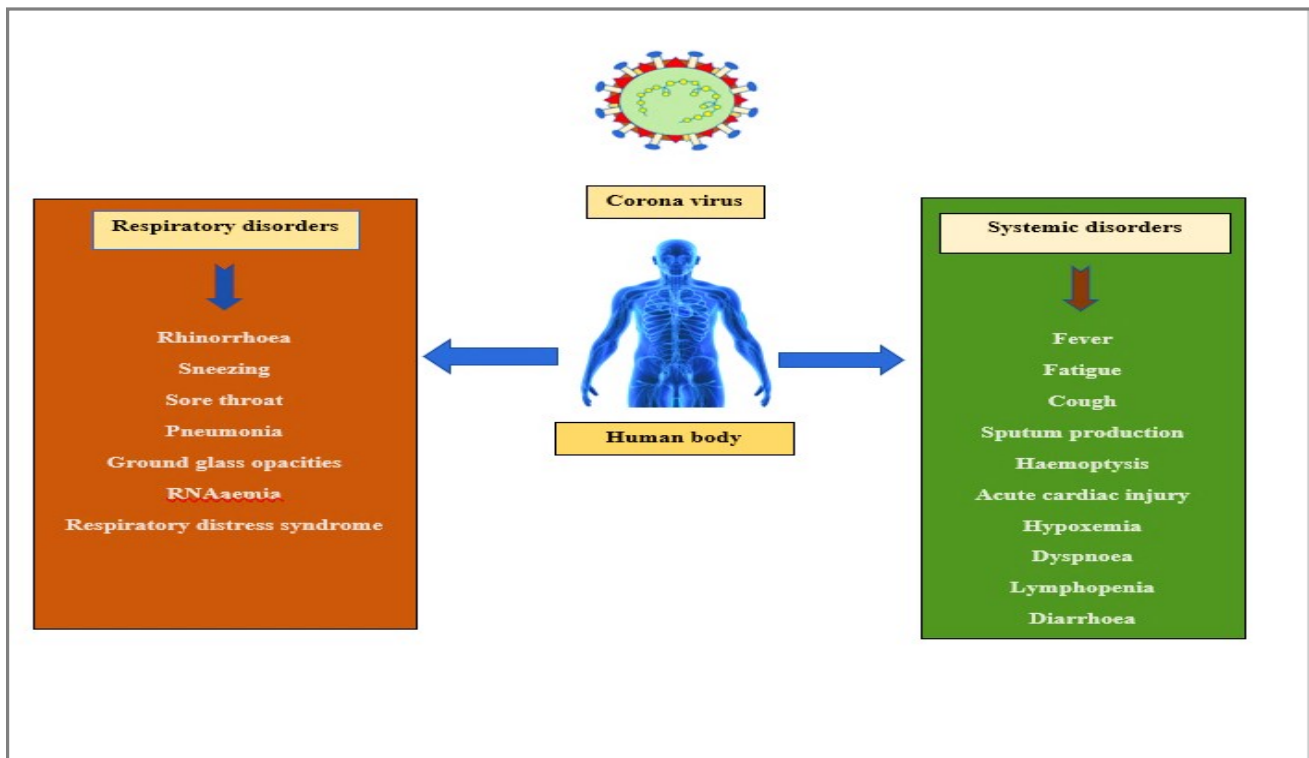 Corona virus
Respiratory disorders
Rhinorrhoea
Sneezing
Sore throat
Pneumonia
Ground glass opacities
RNAaemia
Respiratory distress syndrome
Human body
Systemic disorders
Fever
Fatigue
Cough
Sputum production
Haemoptysis
Acute cardiac injury
Hypoxemia
Dyspnoea
Lymphopenia
Diarrhoea